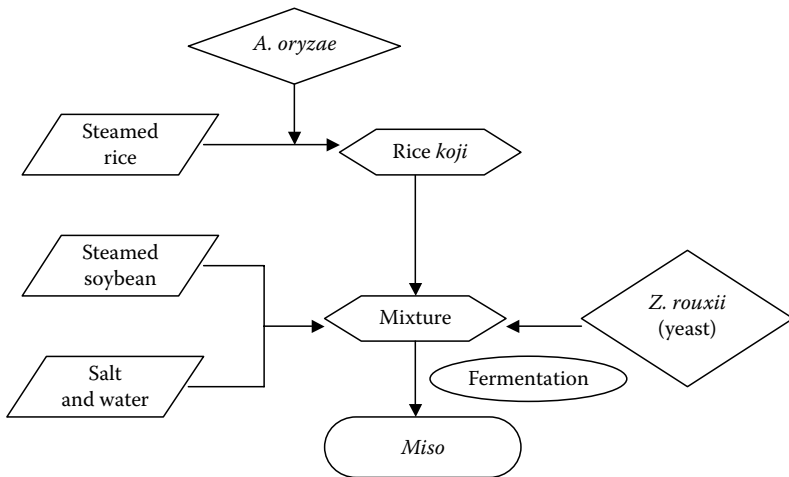 A. oryzae
Steamed
rice
Rice koji
Steamed
soybean
Mixture
Z. rouxii
(yeast)
Salt
and water
Fermentation
Miso